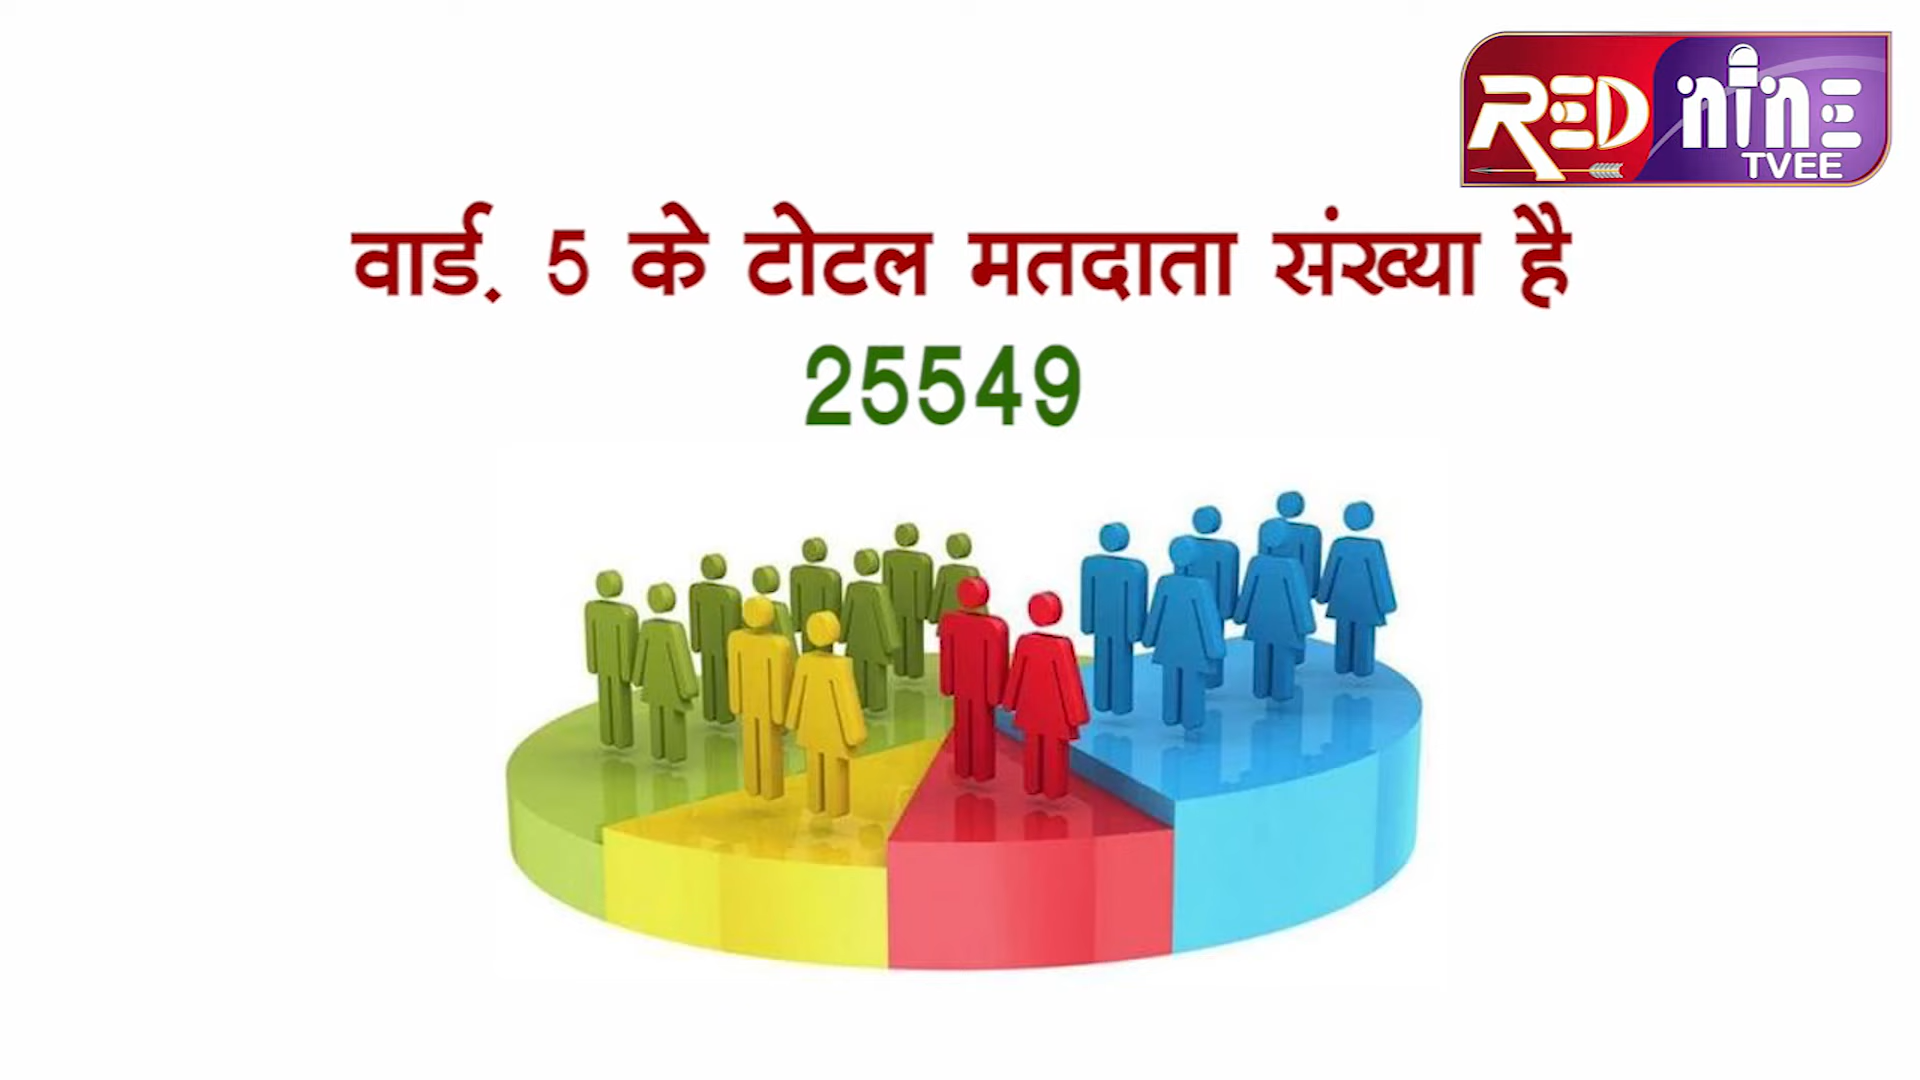 RED NINE
TVEE
वार्ड. 5 के टोटल मतदाता संख्या है
25549